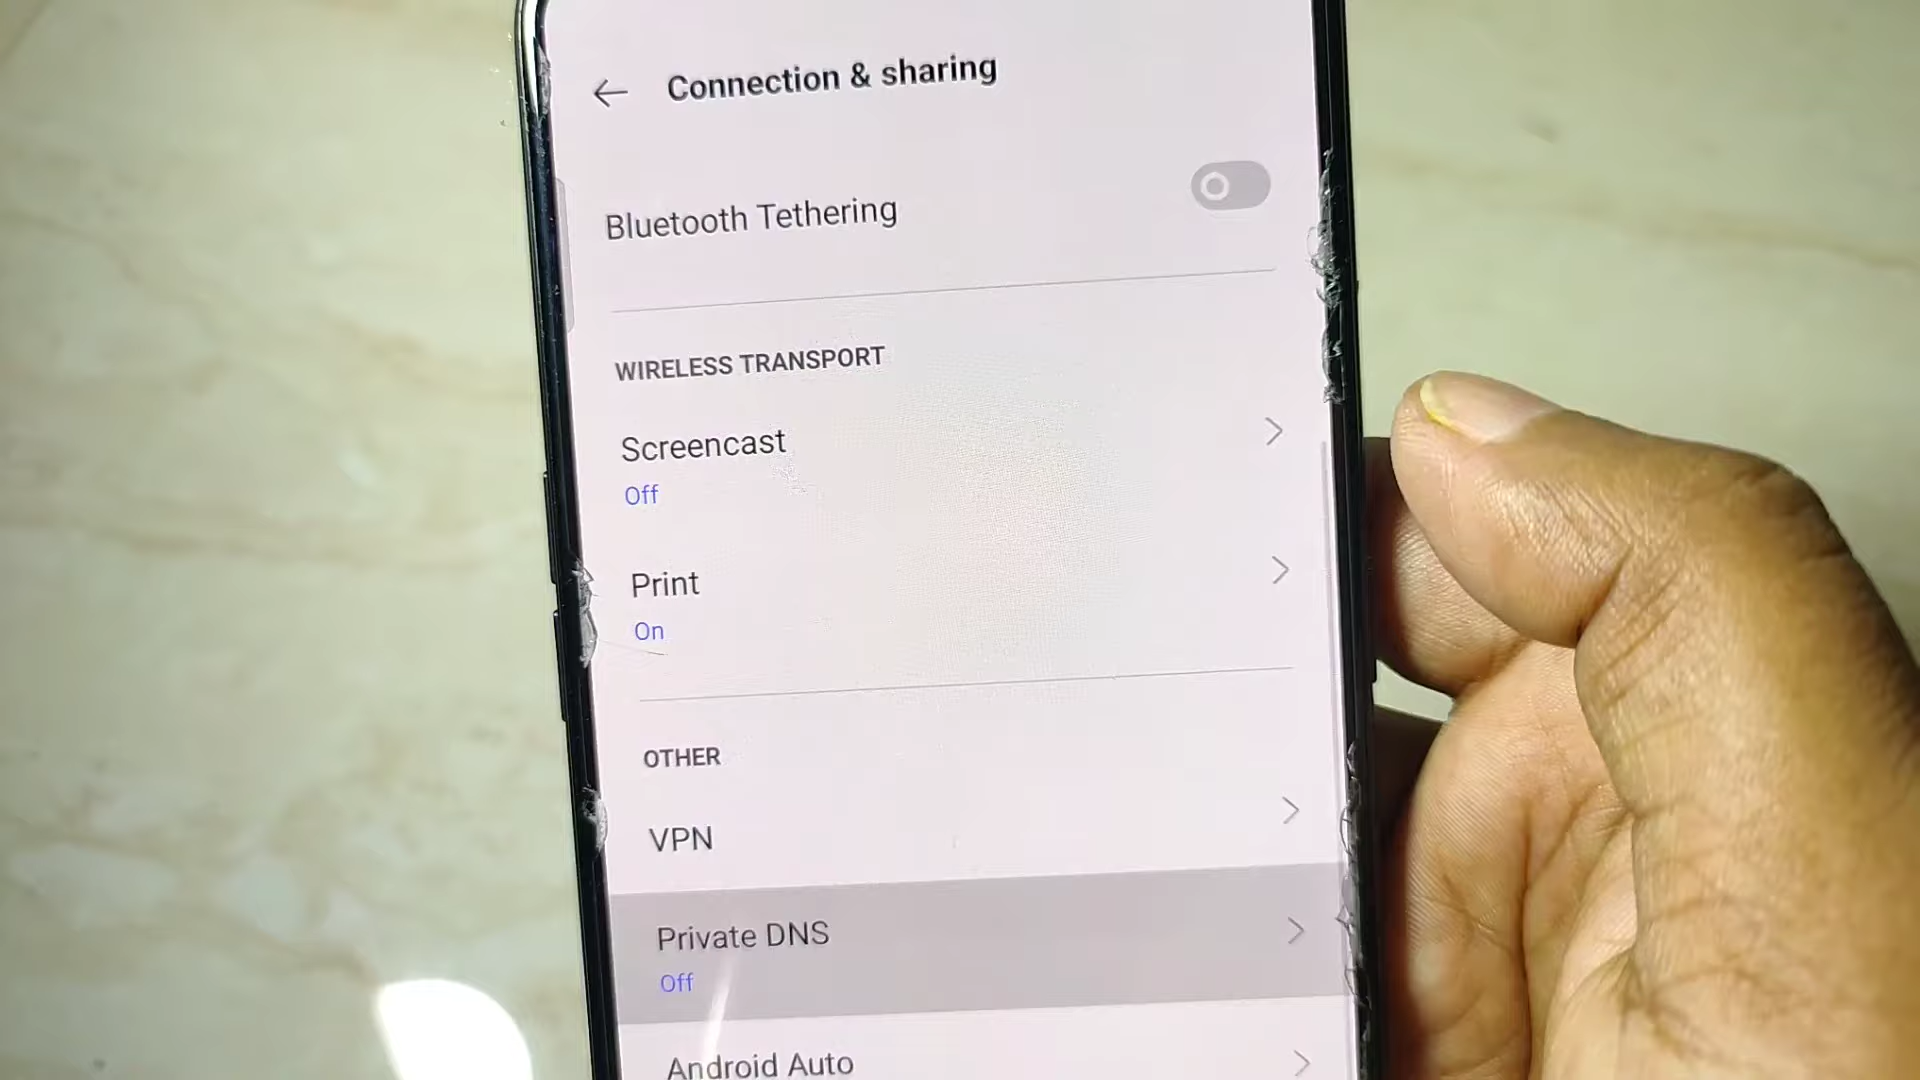 Connection & sharing
Bluetooth Tethering
WIRELESS TRANSPORT
Screencast
Off
Print
On
OTHER
VPN
Private DNS
Off
Android Auto